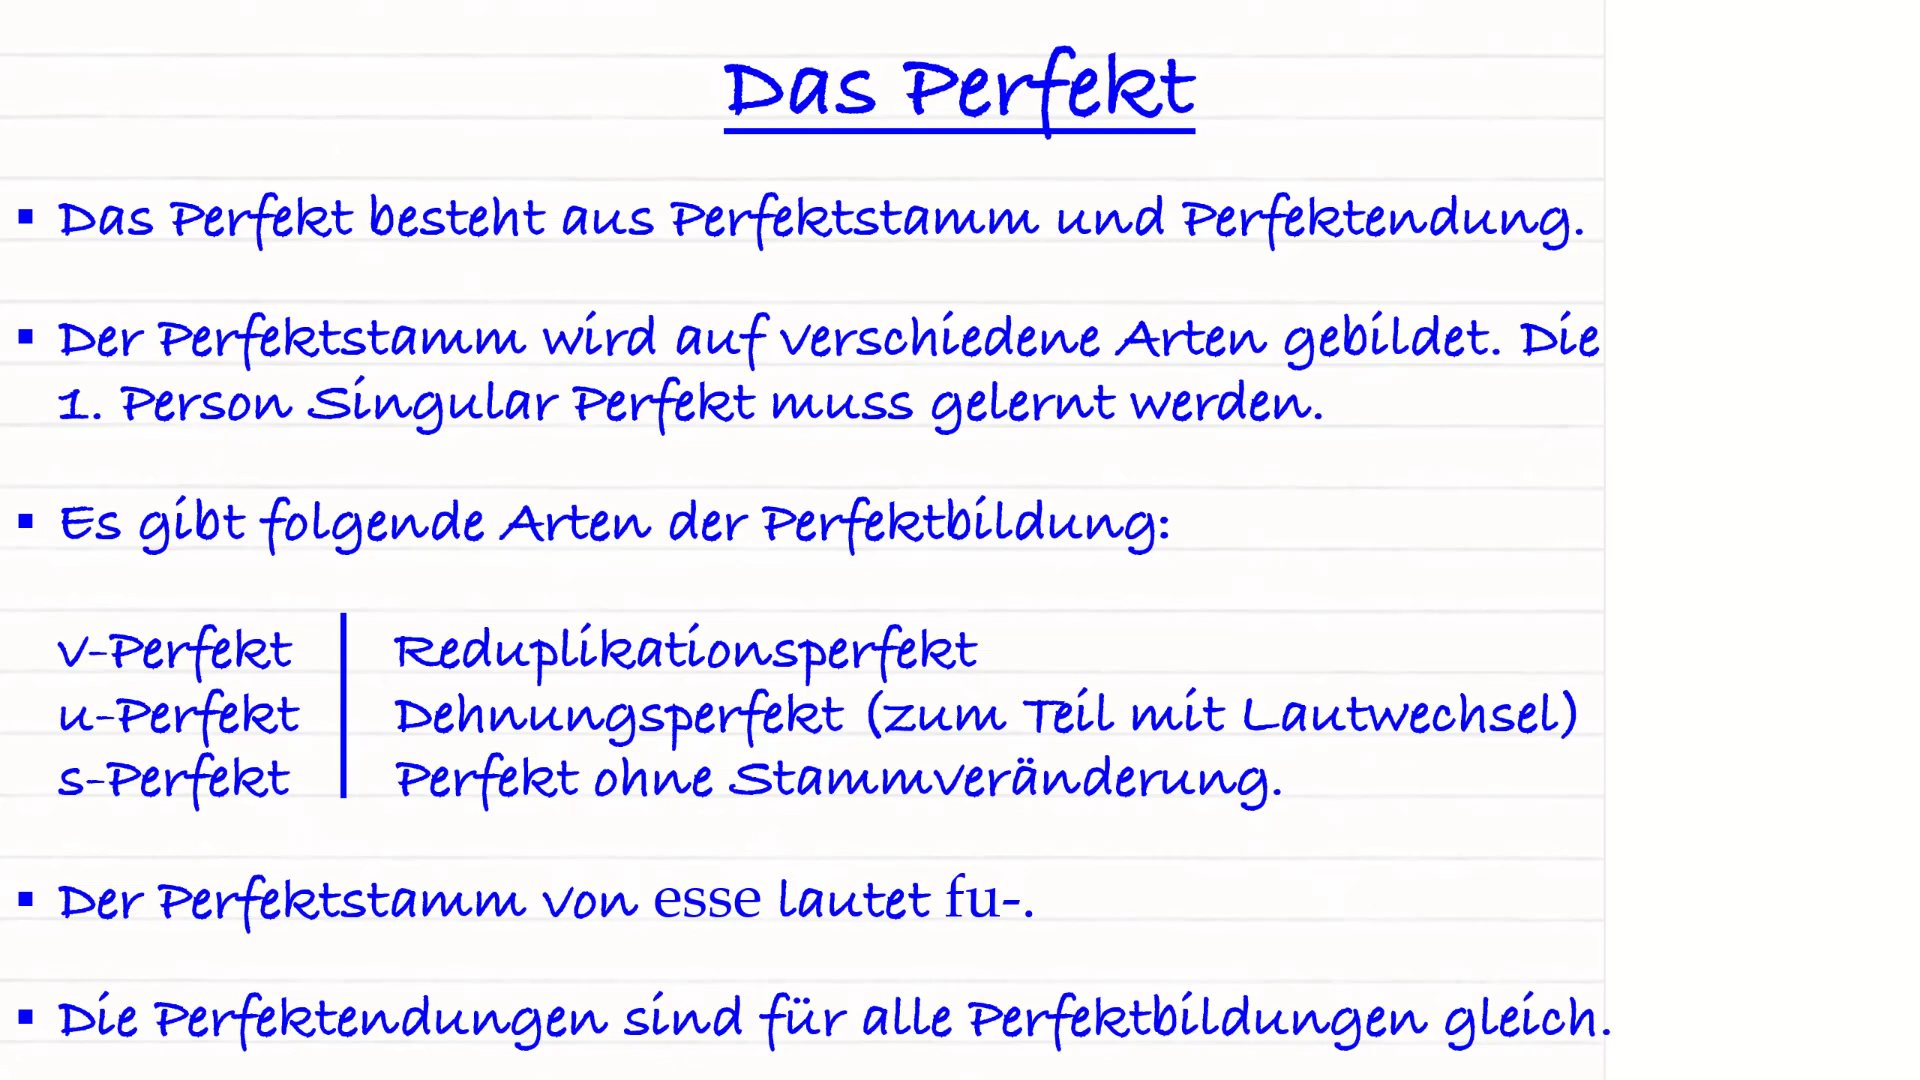 Das Perfekt
▪ Das Perfekt besteht aus Perfektstamm und Perfektendung.
▪ Der Perfektstamm wird auf verschiedene Arten gebildet. Die
1. Person Singular Perfekt muss gelernt werden.
▪ Es gibt folgende Arten der Perfektbildung:
v-Perfekt | Reduplikationsperfekt
u-Perfekt | Dehnungsperfekt (zum Teil mit Lautwechsel)
s-Perfekt | Perfekt ohne Stammveränderung.
▪ Der Perfektstamm von esse lautet fu-.
▪ Die Perfektendungen sind für alle Perfektbildungen gleich.